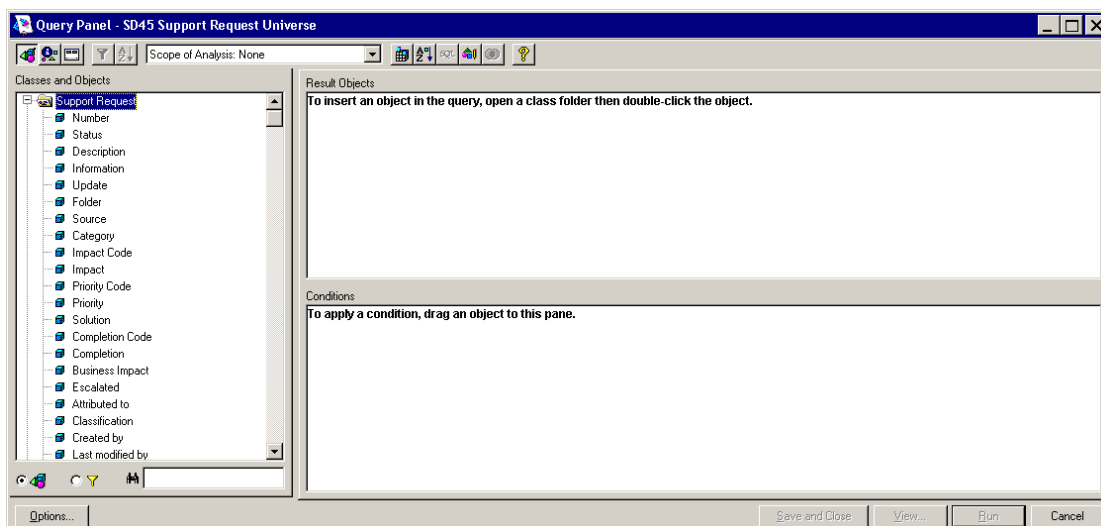 Query Panel - SD45 Support Request Universe
Scope of Analysis: None
SQL
?
Classes and Objects
Support Request
Number
Status
Description
Information
Update
Folder
Source
Category
Impact Code
Impact
Priority Code
Priority
Solution
Completion Code
Completion
Business Impact
Escalated
Attributed to
Classification
Created by
Last modified by
Result Objects
To insert an object in the query, open a class folder then double-click the object.
Conditions
To apply a condition, drag an object to this pane.
Options...
Save and Close
View...
Run
Cancel